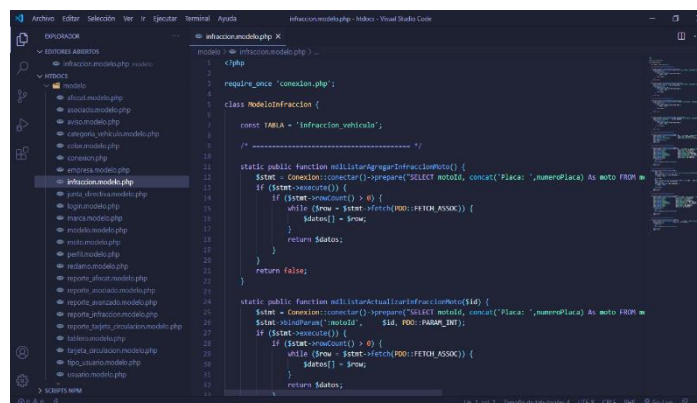 Archivo Editar Selección Ver Ir Ejecutar Terminal Ayuda
infraccion.modelo.php - htdocs - Visual Studio Code
EXPLORADOR
EDITORES ABIERTOS
infraccion.modelo.php modelo
HTDOCS
modelo
afocat.modelo.php
asociado.modelo.php
aviso.modelo.php
categoria_vehiculo.modelo.php
color.modelo.php
conexion.php
empresa.modelo.php
infraccion.modelo.php
junta_directiva.modelo.php
login.modelo.php
marca.modelo.php
modelo.modelo.php
moto.modelo.php
perfil.modelo.php
reclamo.modelo.php
reporte_afocat.modelo.php
reporte_asociado.modelo.php
reporte_avanzado.modelo.php
reporte_infraccion.modelo.php
reporte_tarjeta_circulacion.modelo.php
tablero.modelo.php
tarjeta_circulacion.modelo.php
tipo_usuario.modelo.php
usuario.modelo.php
SCRIPTS NPM
infraccion.modelo.php
modelo > infraccion.modelo.php > ...
1 <?php
2
3 require_once 'conexion.php';
4
5 class ModeloInfraccion {
6
7 const TABLA = 'infraccion_vehiculo';
8
9 /* ======================================= */
10
11 static public function mdlListarAgregarInfraccionMoto() {
12 $stmt = Conexion::conectar()->prepare("SELECT motoId, concat('Placa: ',numeroPlaca) As moto FROM mo
13 if ($stmt->execute()) {
14 if ($stmt->rowCount() > 0) {
15 while ($row = $stmt->fetch(PDO::FETCH_ASSOC)) {
16 $datos[] = $row;
17 }
18 return $datos;
19 }
20 }
21 return false;
22 }
23
24 static public function mdlListarActualizarInfraccionMoto($id) {
25 $stmt = Conexion::conectar()->prepare("SELECT motoId, concat('Placa: ',numeroPlaca) As moto FROM mo
26 $stmt->bindParam(':motoId', $id, PDO::PARAM_INT);
27 if ($stmt->execute()) {
28 if ($stmt->rowCount() > 0) {
29 while ($row = $stmt->fetch(PDO::FETCH_ASSOC)) {
30 $datos[] = $row;
31 }
32 return $datos;
33 }